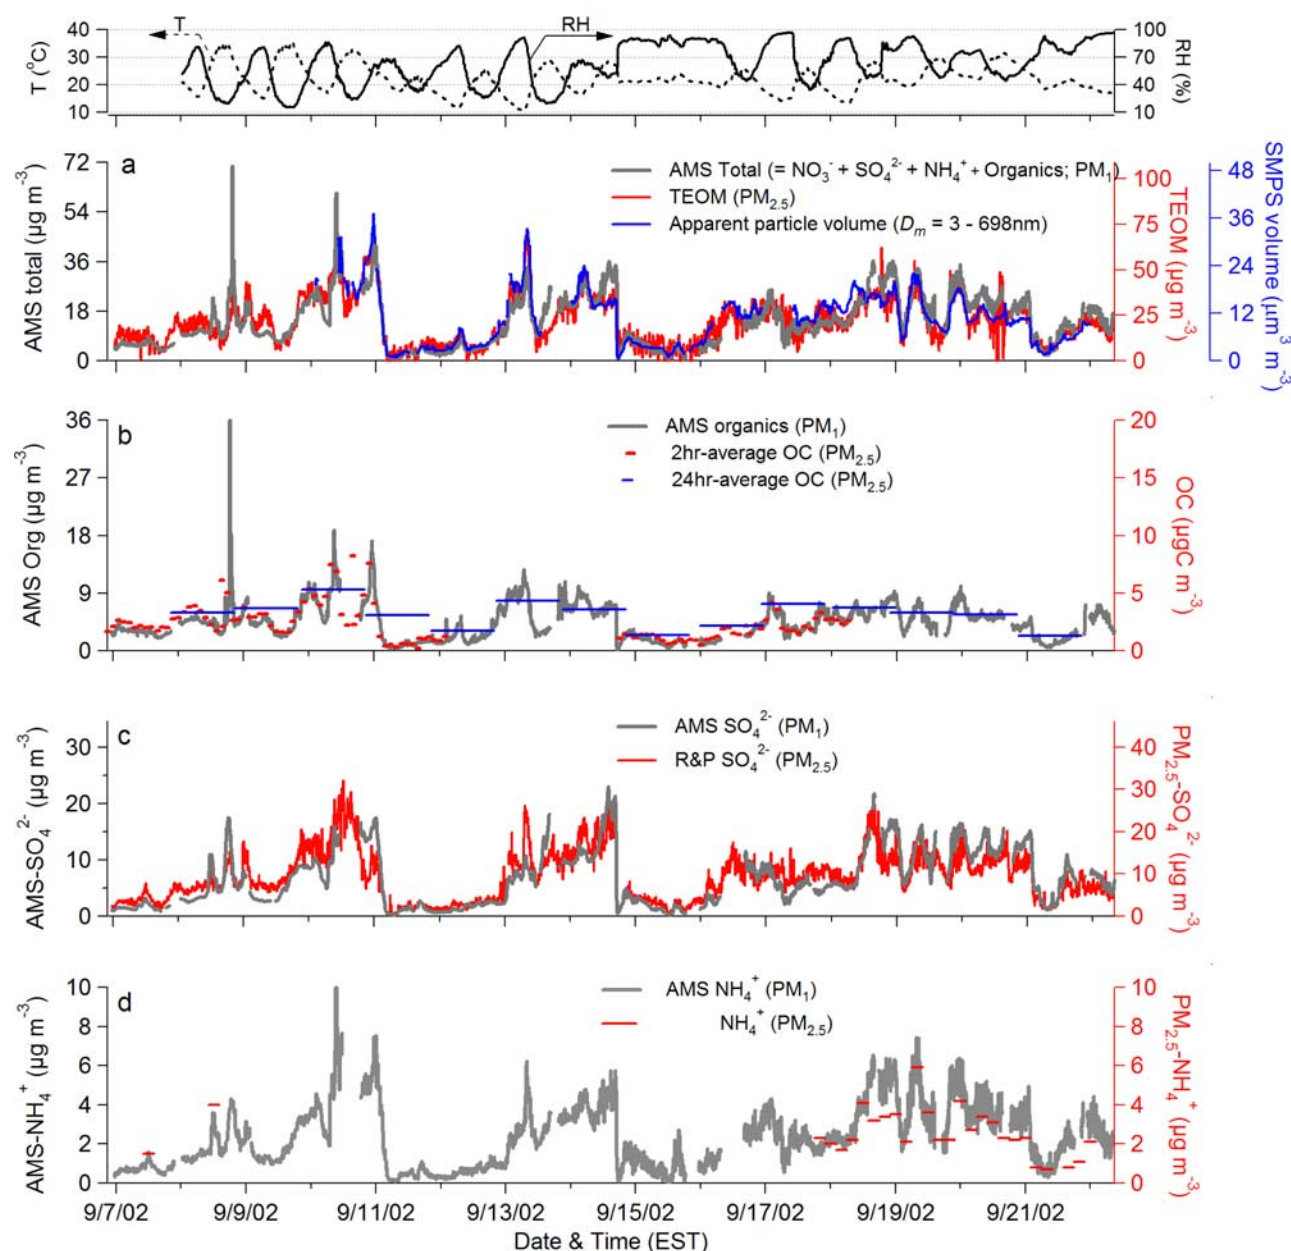 T
RH
T (°C)
40
30
20
10
100
70
40
10
RH (%)
a
AMS Total (= NO₃⁻ + SO₄²⁻ + NH₄⁺ + Organics; PM₁)
TEOM (PM₂.₅)
Apparent particle volume (Dₘ = 3 - 698nm)
AMS total (µg m⁻³)
72
54
36
18
0
100
75
50
25
0
TEOM (µg m⁻³)
48
36
24
12
0
SMPS volume (µm³ m⁻³)
b
AMS organics (PM₁)
2hr-average OC (PM₂.₅)
24hr-average OC (PM₂.₅)
AMS Org (µg m⁻³)
36
27
18
9
0
20
15
10
5
0
OC (µgC m⁻³)
c
AMS SO₄²⁻ (PM₁)
R&P SO₄²⁻ (PM₂.₅)
AMS-SO₄²⁻ (µg m⁻³)
30
20
10
0
40
30
20
10
0
PM₂.₅-SO₄²⁻ (µg m⁻³)
d
AMS NH₄⁺ (PM₁)
NH₄⁺ (PM₂.₅)
AMS-NH₄⁺ (µg m⁻³)
10
8
6
4
2
0
10
8
6
4
2
0
PM₂.₅-NH₄⁺ (µg m⁻³)
9/7/02
9/9/02
9/11/02
9/13/02
9/15/02
9/17/02
9/19/02
9/21/02
Date & Time (EST)